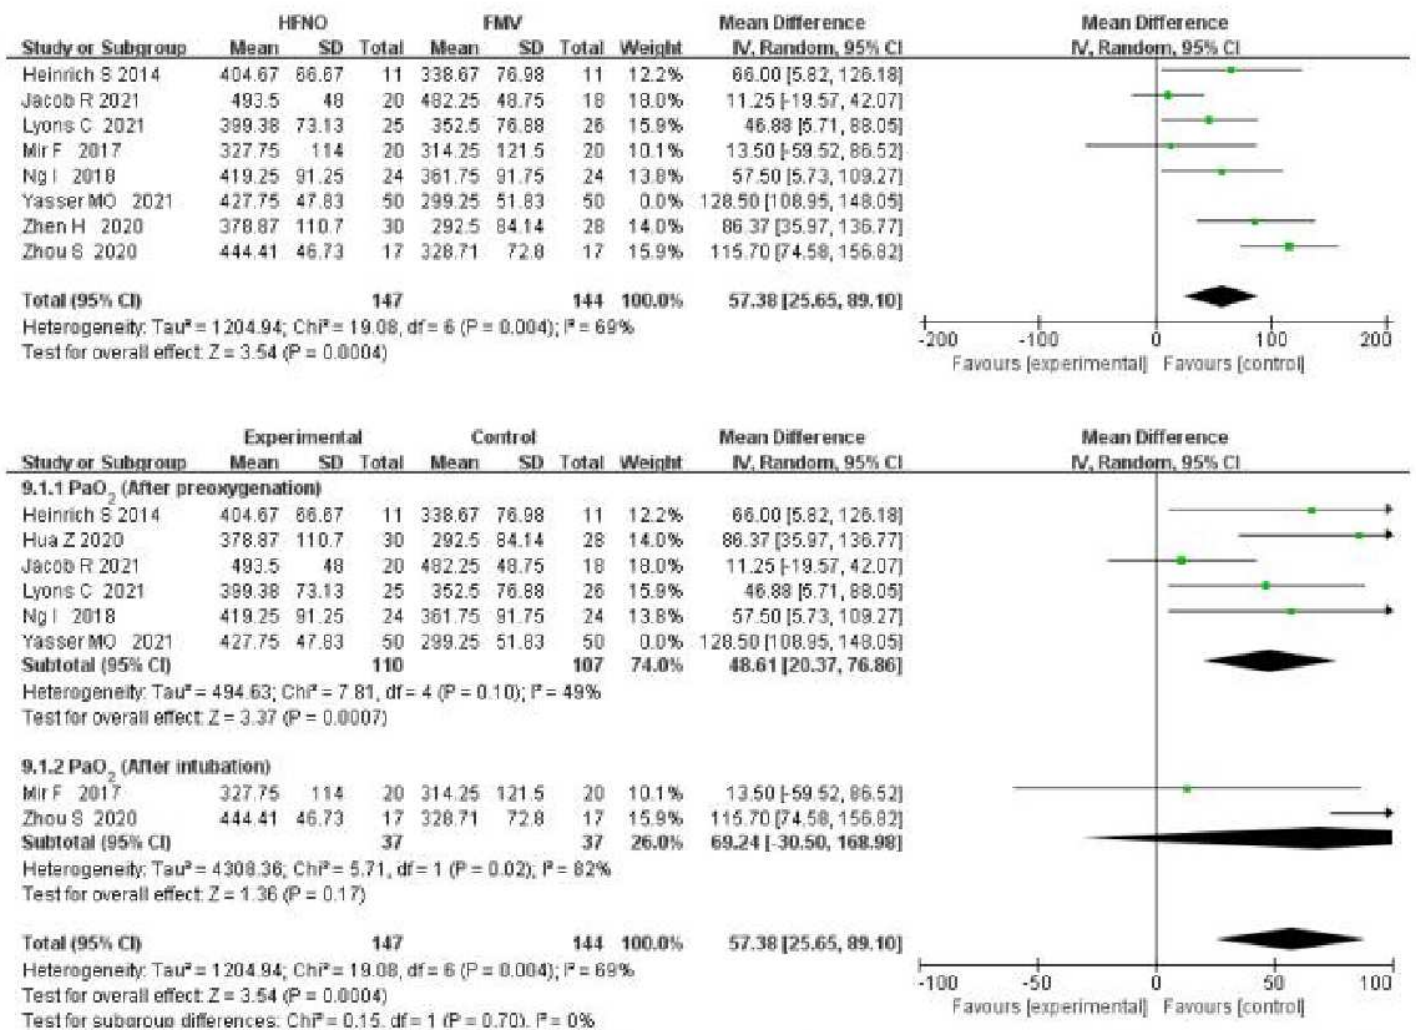 HFNO FMV Mean Difference Mean Difference
Study or Subgroup Mean SD Total Mean SD Total Weight IV, Random, 95% CI IV, Random, 95% CI
Heinrich S 2014 404.67 66.67 11 338.67 76.98 11 12.2% 66.00 [5.82, 126.18]
Jacob R 2021 493.5 48 20 482.25 48.75 18 18.0% 11.25 [-19.57, 42.07]
Lyons C 2021 399.38 73.13 25 352.5 76.88 26 15.9% 46.88 [5.71, 88.05]
Mir F 2017 327.75 114 20 314.25 121.5 20 10.1% 13.50 [-59.52, 86.52]
Ng I 2018 419.25 91.25 24 361.75 91.75 24 13.8% 57.50 [5.73, 109.27]
Yasser MO 2021 427.75 47.83 50 299.25 51.83 50 0.0% 128.50 [108.95, 148.05]
Zhen H 2020 378.87 110.7 30 292.5 84.14 28 14.0% 86.37 [35.97, 136.77]
Zhou S 2020 444.41 46.73 17 328.71 72.8 17 15.9% 115.70 [74.58, 156.82]
Total (95% CI) 147 144 100.0% 57.38 [25.65, 89.10]
Heterogeneity: Tau² = 1204.94; Chi² = 19.08, df = 6 (P = 0.004); I² = 69%
Test for overall effect: Z = 3.54 (P = 0.0004)
-200 -100 0 100 200
Favours [experimental] Favours [control]
Experimental Control Mean Difference Mean Difference
Study or Subgroup Mean SD Total Mean SD Total Weight IV, Random, 95% CI IV, Random, 95% CI
9.1.1 PaO₂ (After preoxygenation)
Heinrich S 2014 404.67 66.67 11 338.67 76.98 11 12.2% 66.00 [5.82, 126.18]
Hua Z 2020 378.87 110.7 30 292.5 84.14 28 14.0% 86.37 [35.97, 136.77]
Jacob R 2021 493.5 48 20 482.25 48.75 18 18.0% 11.25 [-19.57, 42.07]
Lyons C 2021 399.38 73.13 25 352.5 76.88 26 15.9% 46.88 [5.71, 88.05]
Ng I 2018 419.25 91.25 24 361.75 91.75 24 13.8% 57.50 [5.73, 109.27]
Yasser MO 2021 427.75 47.83 50 299.25 51.83 50 0.0% 128.50 [108.95, 148.05]
Subtotal (95% CI) 110 107 74.0% 48.61 [20.37, 76.86]
Heterogeneity: Tau² = 494.63; Chi² = 7.81, df = 4 (P = 0.10); I² = 49%
Test for overall effect: Z = 3.37 (P = 0.0007)
9.1.2 PaO₂ (After intubation)
Mir F 2017 327.75 114 20 314.25 121.5 20 10.1% 13.50 [-59.52, 86.52]
Zhou S 2020 444.41 46.73 17 328.71 72.8 17 15.9% 115.70 [74.58, 156.82]
Subtotal (95% CI) 37 37 26.0% 69.24 [-30.50, 168.98]
Heterogeneity: Tau² = 4308.36; Chi² = 5.71, df = 1 (P = 0.02); I² = 82%
Test for overall effect: Z = 1.36 (P = 0.17)
Total (95% CI) 147 144 100.0% 57.38 [25.65, 89.10]
Heterogeneity: Tau² = 1204.94; Chi² = 19.08, df = 6 (P = 0.004); I² = 69%
Test for overall effect: Z = 3.54 (P = 0.0004)
Test for subgroup differences: Chi² = 0.15, df = 1 (P = 0.70), I² = 0%
-100 -50 0 50 100
Favours [experimental] Favours [control]